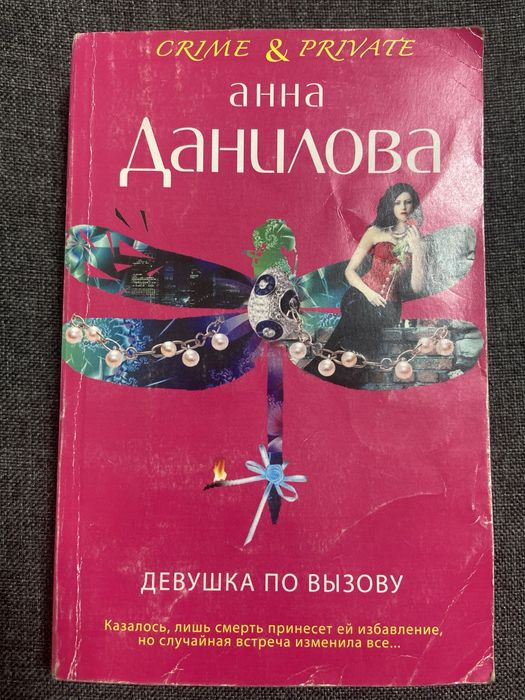 CRIME & PRIVATE
анна
Данилова
ДЕВУШКА ПО ВЫЗОВУ
Казалось, лишь смерть принесет ей избавление,
но случайная встреча изменила все...